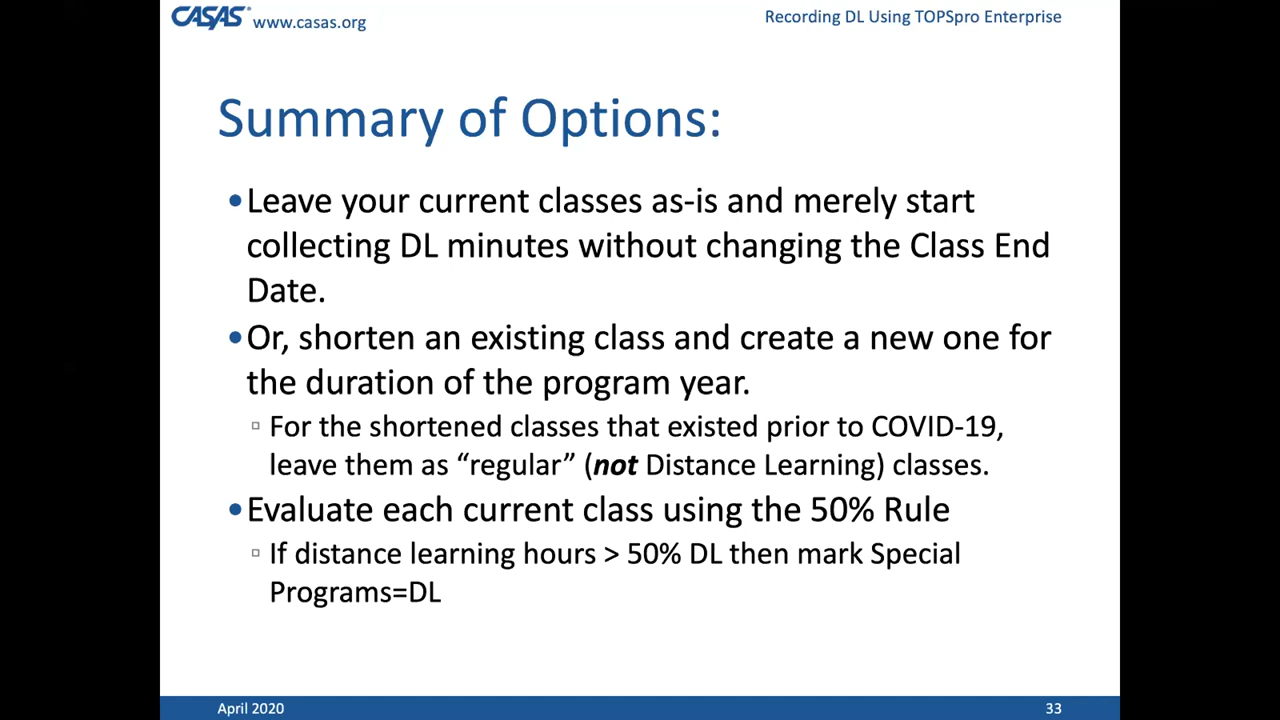 CASAS® www.casas.org
Recording DL Using TOPSpro Enterprise
Summary of Options:
•Leave your current classes as-is and merely start
collecting DL minutes without changing the Class End
Date.
•Or, shorten an existing class and create a new one for
the duration of the program year.
▫ For the shortened classes that existed prior to COVID-19,
leave them as “regular” (not Distance Learning) classes.
•Evaluate each current class using the 50% Rule
▫ If distance learning hours > 50% DL then mark Special
Programs=DL
April 2020
33